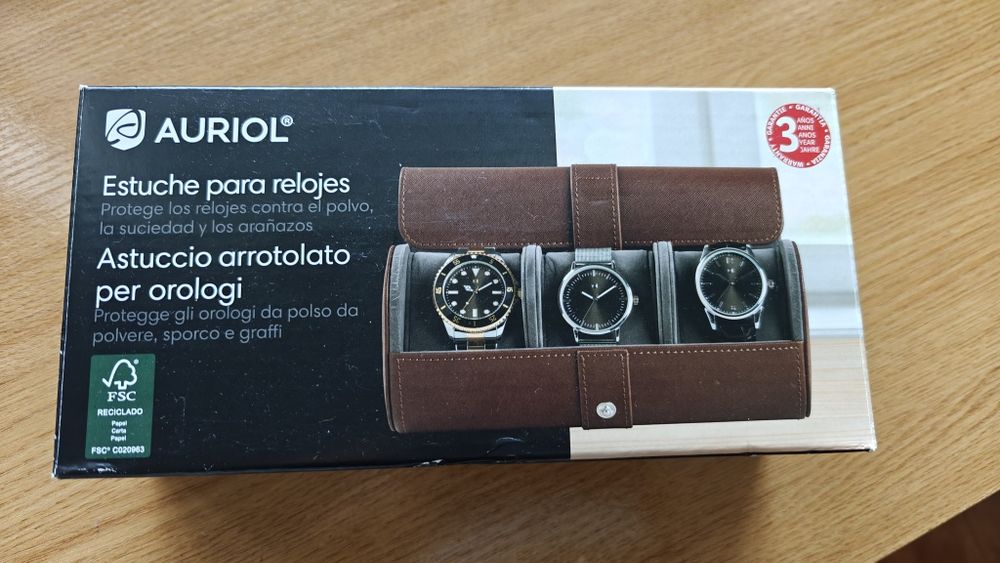 AURIOL®
Estuche para relojes
Protege los relojes contra el polvo,
la suciedad y los arañazos
Astuccio arrotolato
per orologi
Protegge gli orologi da polso da
polvere, sporco e graffi
FSC
RECICLADO
Papel
Carta
Papel
FSC® C020963
GARANTIE • GARANTIA • GARANZIA • WARRANTY •
3
AÑOS
ANNI
ANOS
YEAR
JAHRE